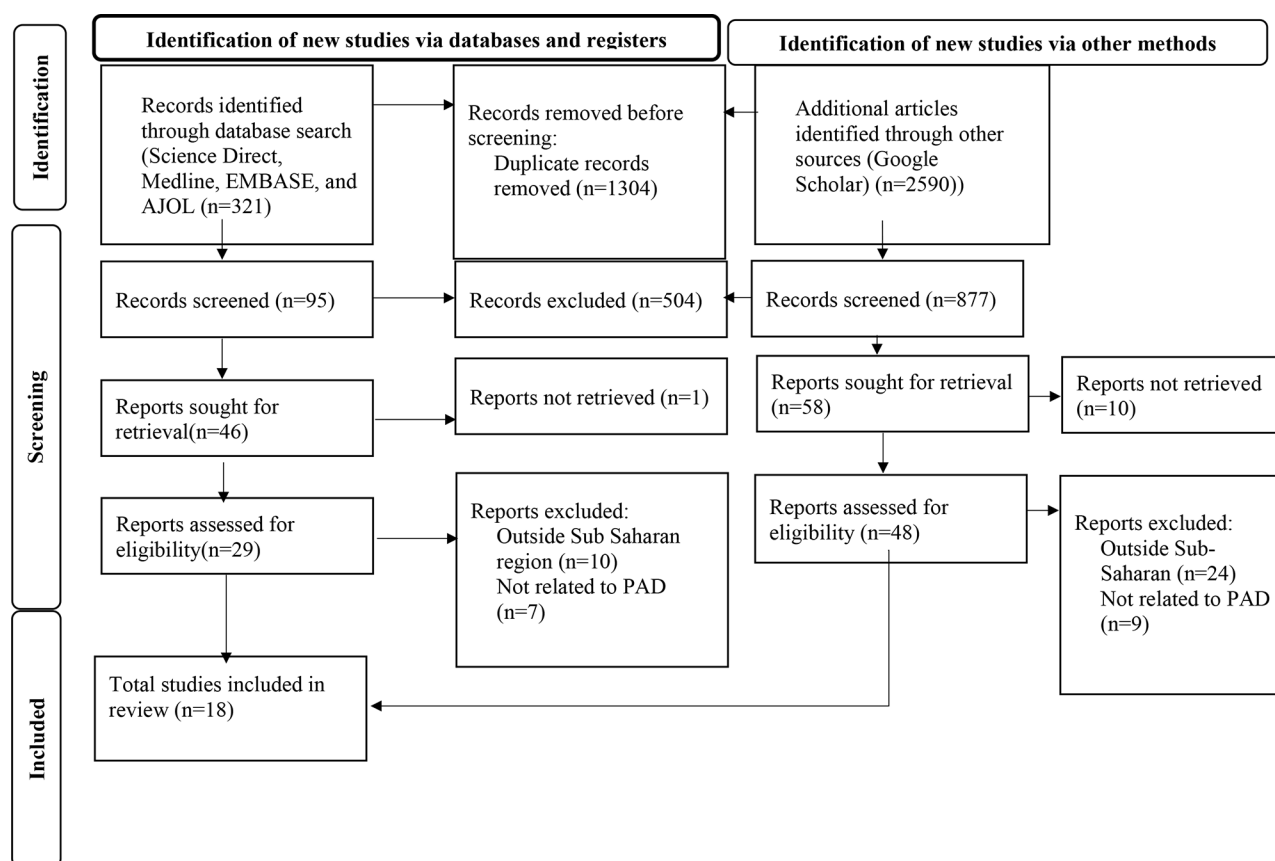 Identification of new studies via databases and registers
Identification of new studies via other methods
Identification
Records identified
through database search
(Science Direct,
Medline, EMBASE, and
AJOL (n=321)
Records removed before
screening:
Duplicate records
removed (n=1304)
Additional articles
identified through other
sources (Google
Scholar) (n=2590))
Screening
Records screened (n=95)
Records excluded (n=504)
Records screened (n=877)
Reports sought for
retrieval(n=46)
Reports not retrieved (n=1)
Reports sought for retrieval
(n=58)
Reports not retrieved
(n=10)
Reports assessed for
eligibility(n=29)
Reports excluded:
Outside Sub Saharan
region (n=10)
Not related to PAD
(n=7)
Reports assessed for
eligibility (n=48)
Reports excluded:
Outside Sub-
Saharan (n=24)
Not related to PAD
(n=9)
Included
Total studies included in
review (n=18)